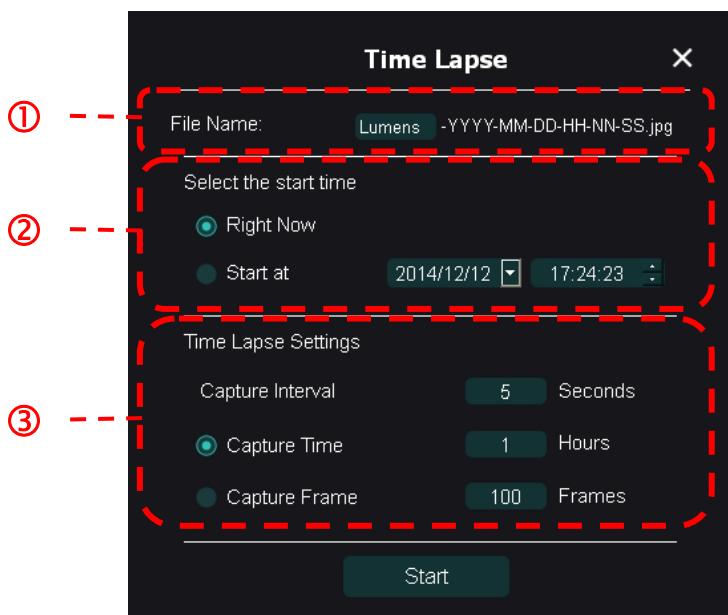 Time Lapse ✕
① File Name: Lumens -YYYY-MM-DD-HH-NN-SS.jpg
Select the start time
② Right Now
Start at 2014/12/12 17:24:23
Time Lapse Settings
Capture Interval 5 Seconds
③ Capture Time 1 Hours
Capture Frame 100 Frames
Start